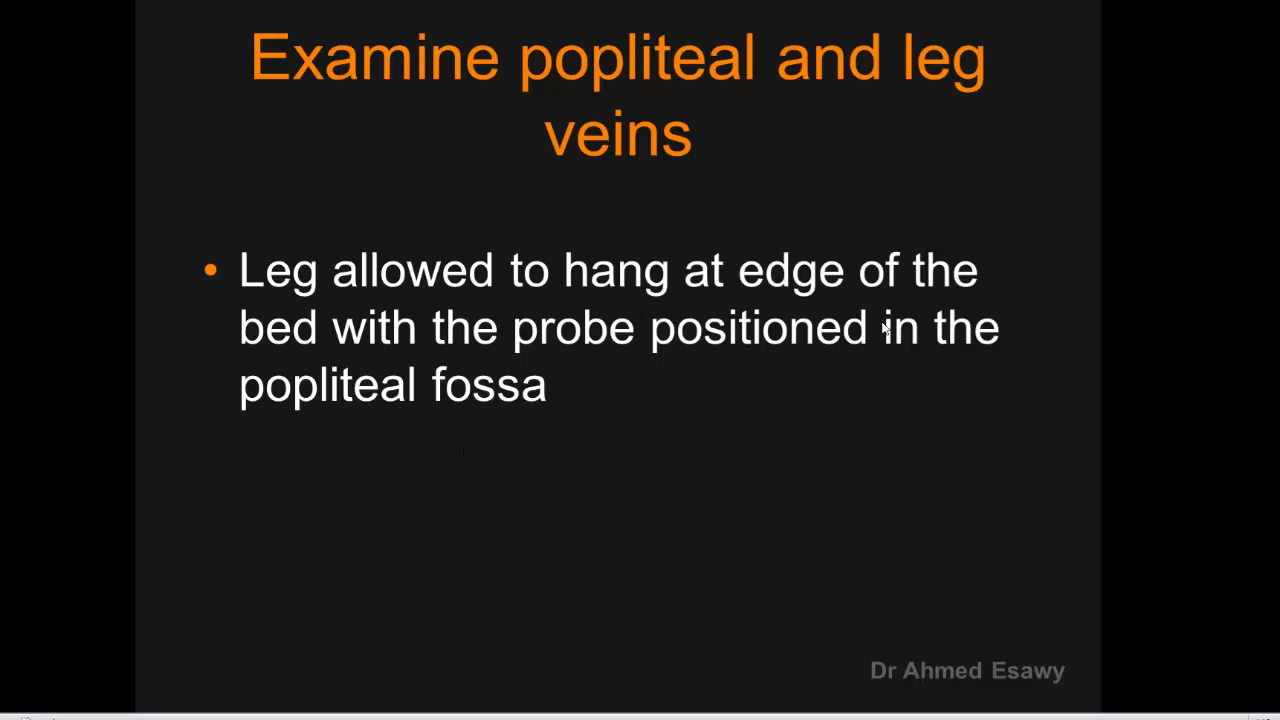 Examine popliteal and leg
veins
• Leg allowed to hang at edge of the
bed with the probe positioned in the
popliteal fossa
Dr Ahmed Esawy